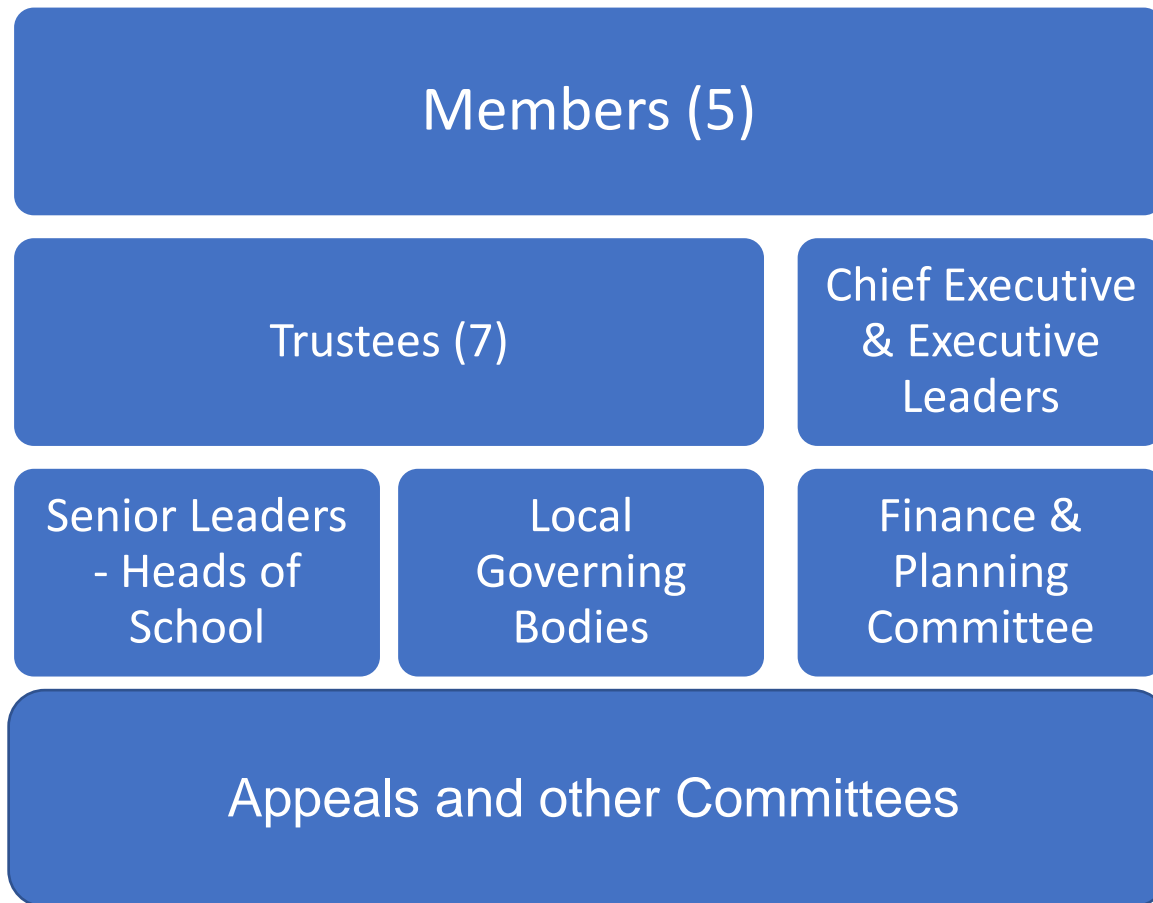 Members (5)
Trustees (7)
Chief Executive
& Executive
Leaders
Senior Leaders
- Heads of
School
Local
Governing
Bodies
Finance &
Planning
Committee
Appeals and other Committees